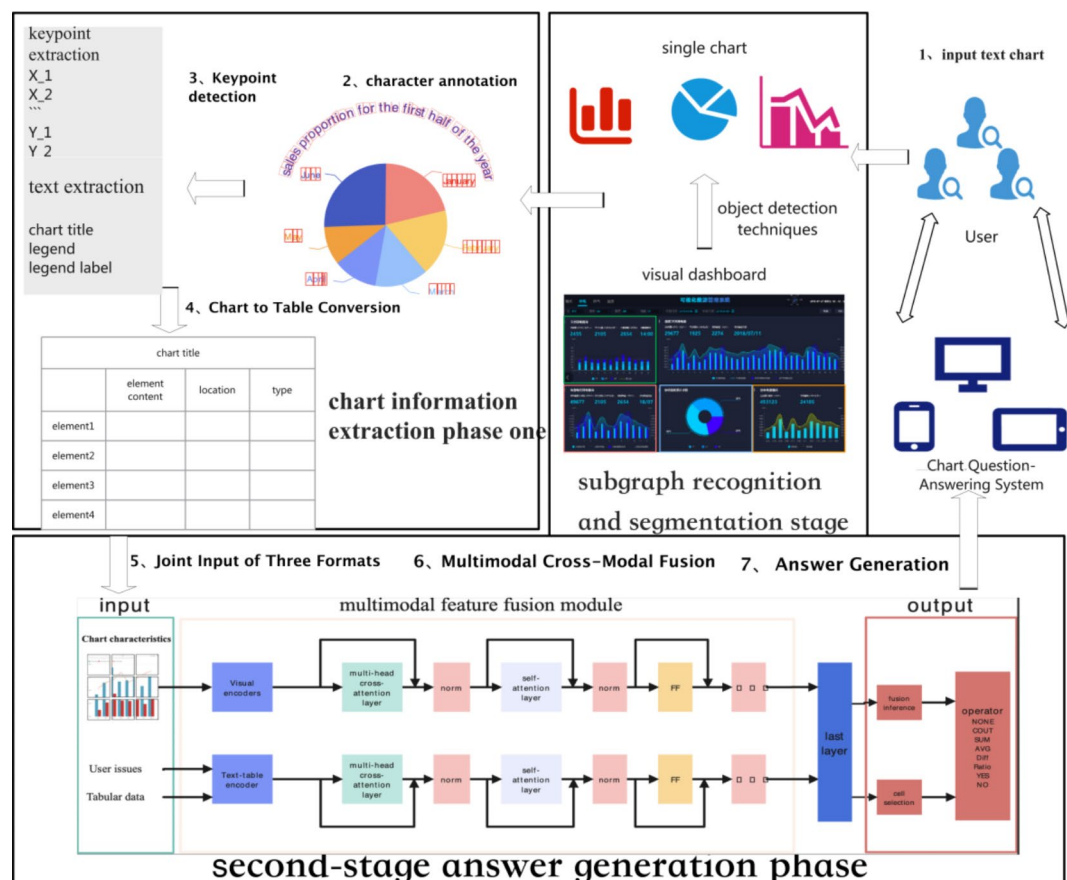 keypoint
extraction
X_1
X_2
```
Y_1
Y_2
text extraction
chart title
legend
legend label
3、Keypoint
detection
2、character annotation
sales proportion for the first half of the year
June
January
May
April
March
4、Chart to Table Conversion
chart title
element
content
location
type
element1
element2
element3
element4
chart information
extraction phase one
single chart
object detection
techniques
visual dashboard
subgraph recognition
and segmentation stage
1、input text chart
User
Chart Question-
Answering System
5、Joint Input of Three Formats
6、Multimodal Cross-Modal Fusion
7、 Answer Generation
input
multimodal feature fusion module
output
Chart characteristics
User issues
Tabular data
Visual
encoders
multi-head
cross-
attention
layer
norm
self-
attention
layer
norm
FF
Text-table
encoder
multi-head
cross-
attention
layer
norm
self-
attention
layer
norm
FF
last
layer
fusion
inference
cell
selection
operator
NONE
COUT
SUM
AVG
Diff
Ratio
YES
NO
second-stage answer generation phase